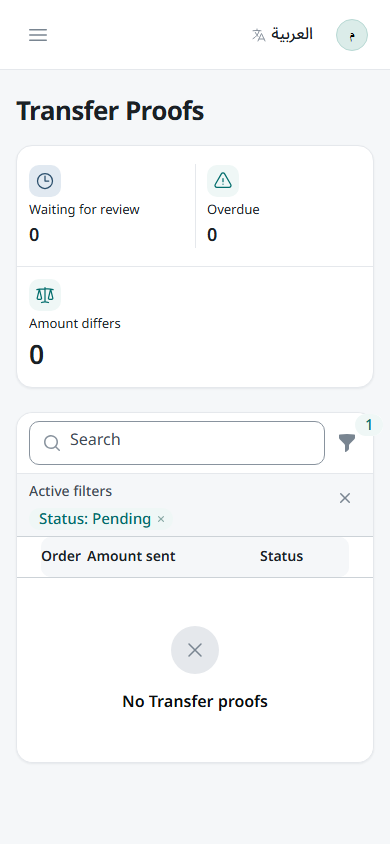 العربية
م
Transfer Proofs
Waiting for review
0
Overdue
0
Amount differs
0
Search
1
Active filters
Status: Pending ×
Order Amount sent Status
No Transfer proofs